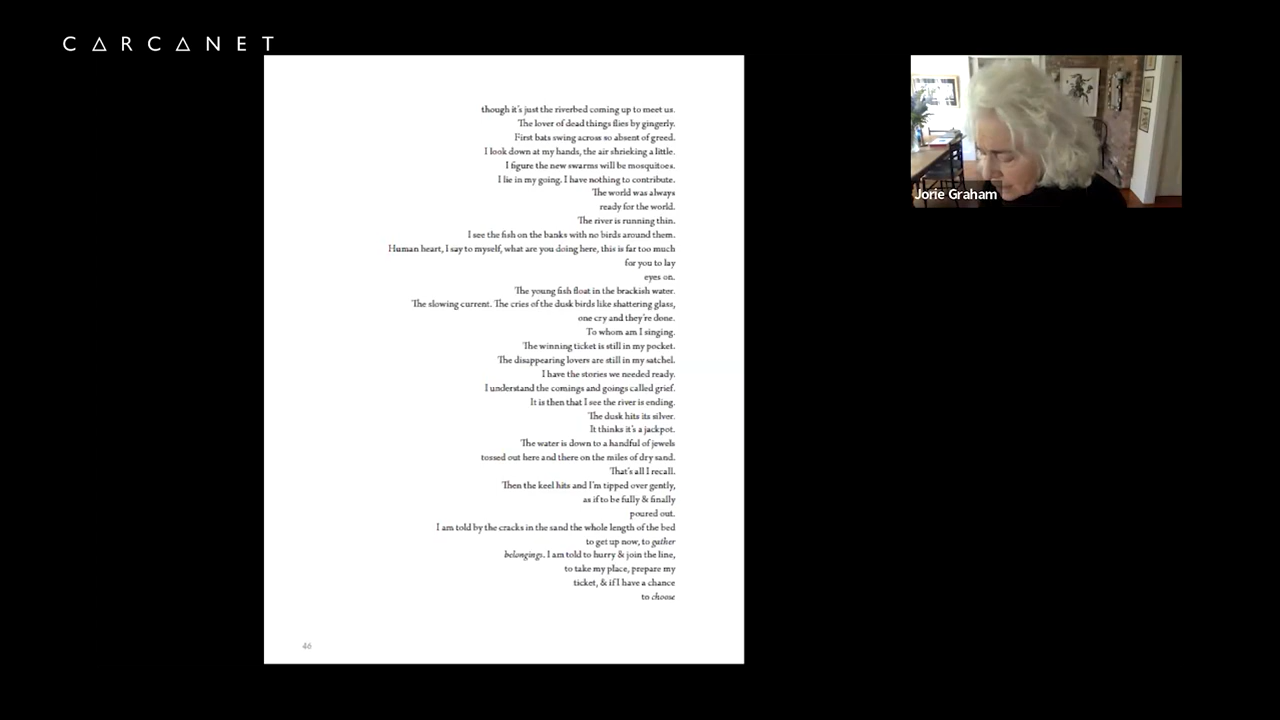 CARCANET
though it's just the riverbed coming up to meet us.
The lover of dead things flies by gingerly.
First bats swing across so absent of greed.
I look down at my hands, the air shrieking a little.
I figure the new swarms will be mosquitoes.
I lie in my going. I have nothing to contribute.
The world was always
ready for the world.
The river is running thin.
I see the fish on the banks with no birds around them.
Human heart, I say to myself, what are you doing here, this is far too much
for you to lay
eyes on.
The young fish float in the brackish water.
The slowing current. The cries of the dusk birds like shattering glass,
one cry and they're done.
To whom am I singing.
The winning ticket is still in my pocket.
The disappearing lovers are still in my satchel.
I have the stories we needed ready.
I understand the comings and goings called grief.
It is then that I see the river is ending.
The dusk hits its silver.
It thinks it's a jackpot.
The water is down to a handful of jewels
tossed out here and there on the miles of dry sand.
That's all I recall.
Then the keel hits and I'm tipped over gently,
as if to be fully & finally
poured out.
I am told by the cracks in the sand the whole length of the bed
to get up now, to gather
belongings. I am told to hurry & join the line,
to take my place, prepare my
ticket, & if I have a chance
to choose
46
Jorie Graham